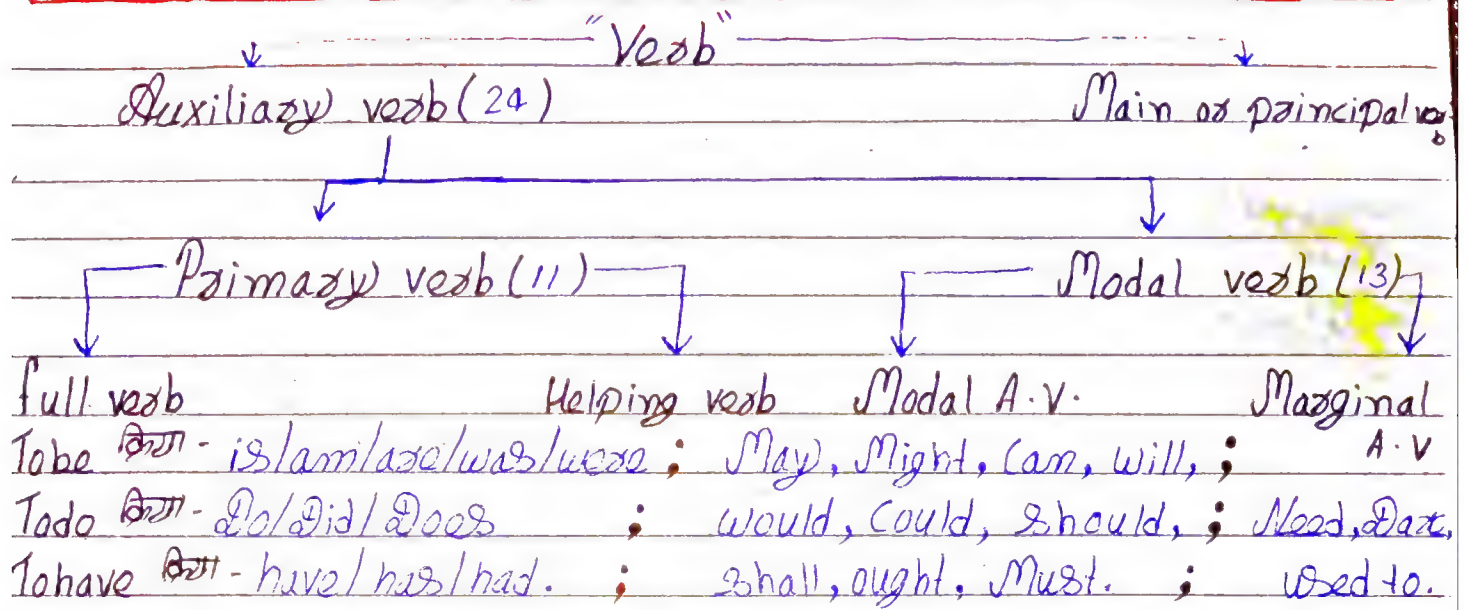 "Verb"
Auxiliary verb (24) Main or principal verb
Primary verb (11) Modal verb (13)
full verb Helping verb Modal A.V. Marginal A.V
Tobe क्रिया - is/am/are/was/were ; May, Might, Can, Will, ;
Todo क्रिया - Do/Did/Does ; would, Could, Should, ; Need, Dare,
Tohave क्रिया - have/has/had. ; shall, ought, Must. ; used to.